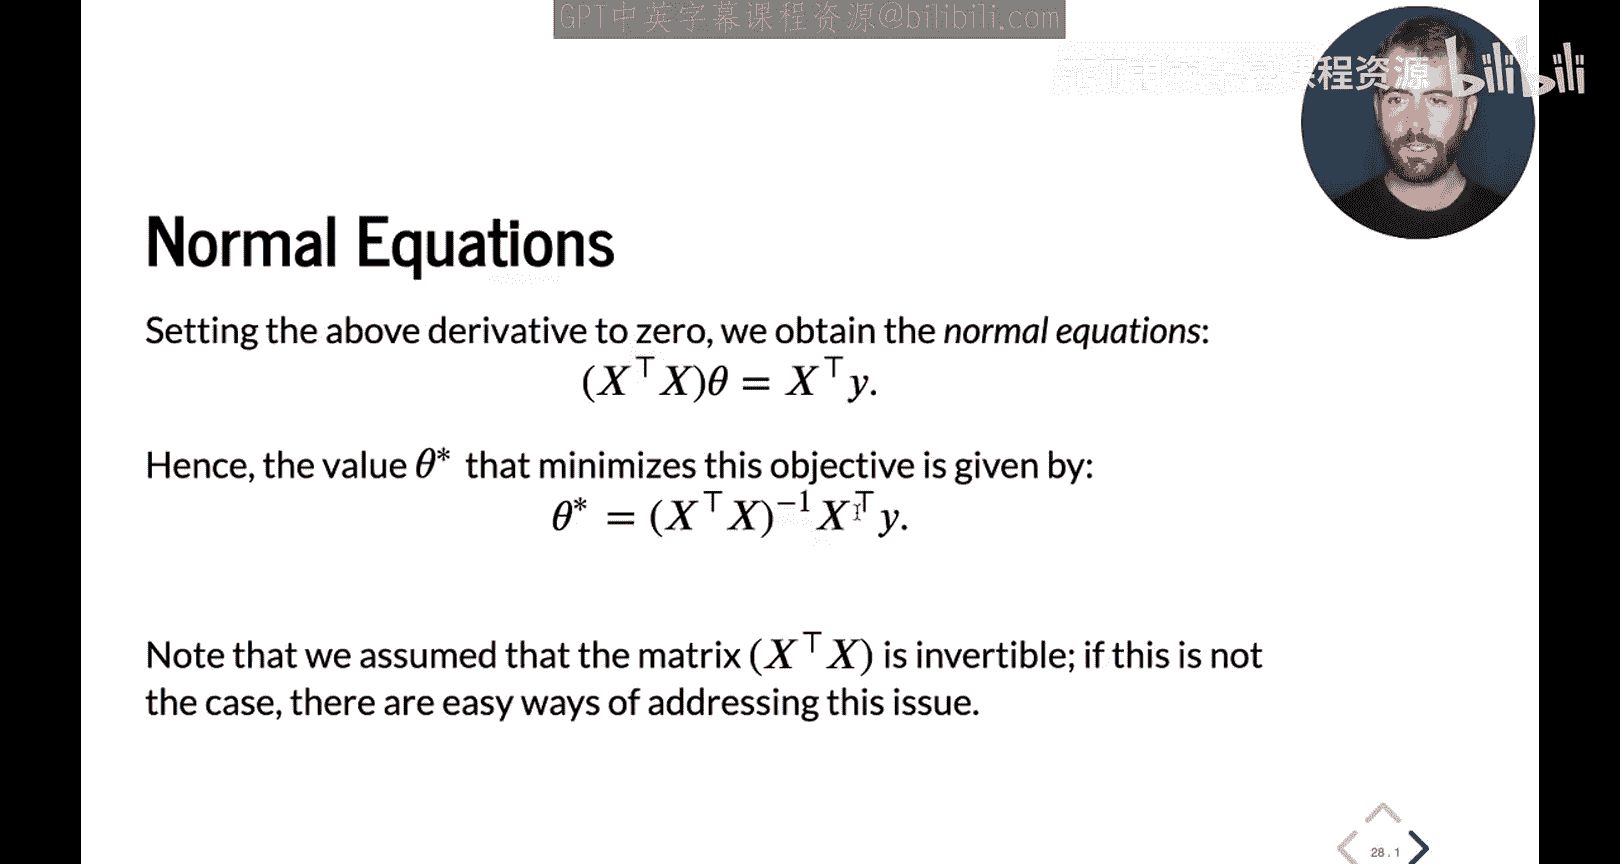 GPT中英字幕课程资源@bilibili.com
程资源 bilibili
Normal Equations
Setting the above derivative to zero, we obtain the normal equations:
(X⊤X)θ = X⊤y.
Hence, the value θ* that minimizes this objective is given by:
θ* = (X⊤X)⁻¹X⊤y.
Note that we assumed that the matrix (X⊤X) is invertible; if this is not
the case, there are easy ways of addressing this issue.
28.1